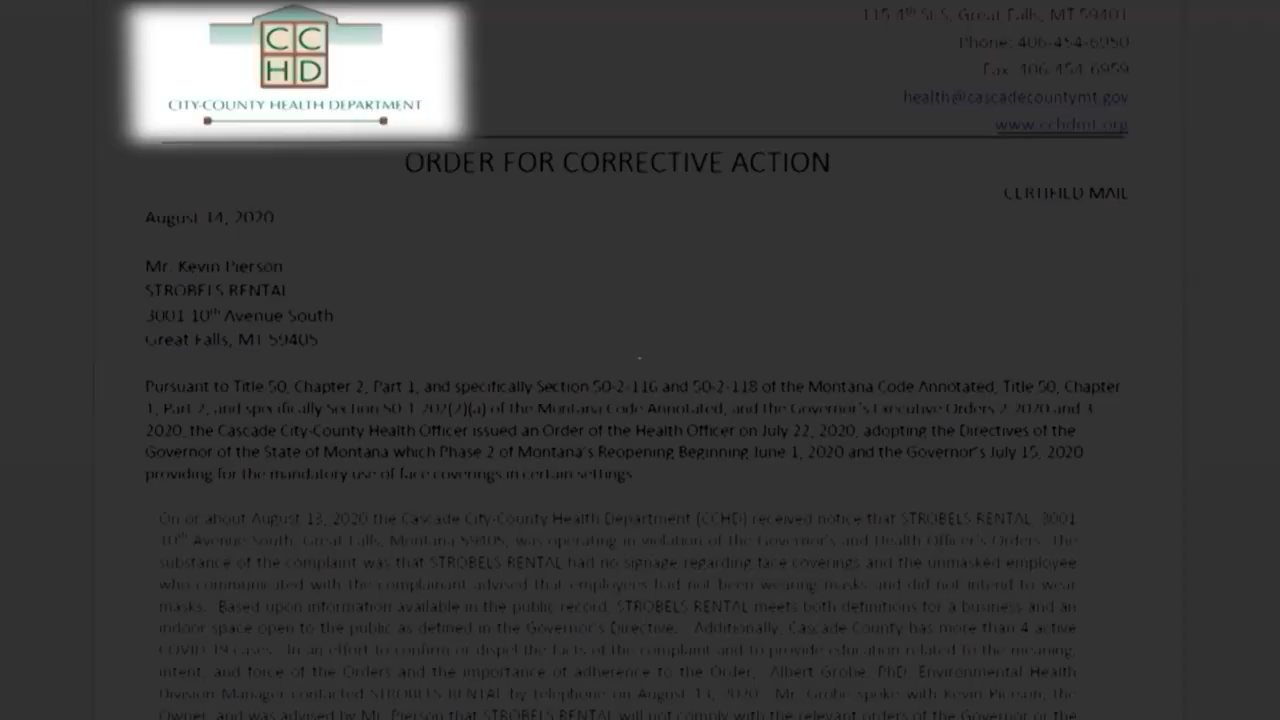 CC
HD
CITY-COUNTY HEALTH DEPARTMENT
115 4th St S, Great Falls, MT 59401
Phone: 406-454-6950
Fax: 406-454-6959
health@cascadecountymt.gov
www.cchdmt.org
ORDER FOR CORRECTIVE ACTION
CERTIFIED MAIL
August 14, 2020
Mr. Kevin Pierson
STROBELS RENTAL
3001 10th Avenue South
Great Falls, MT 59405
Pursuant to Title 50, Chapter 2, Part 1, and specifically Section 50-2-116 and 50-2-118 of the Montana Code Annotated, Title 50, Chapter
1, Part 2, and specifically Section 50-1-202(2)(a) of the Montana Code Annotated, and the Governor's Executive Orders 2-2020 and 3-
2020, the Cascade City-County Health Officer issued an Order of the Health Officer on July 22, 2020, adopting the Directives of the
Governor of the State of Montana which Phase 2 of Montana's Reopening Beginning June 1, 2020 and the Governor's July 15, 2020
providing for the mandatory use of face coverings in certain settings.
On or about August 13, 2020 the Cascade City-County Health Department (CCHD) received notice that STROBELS RENTAL, 3001
10th Avenue South, Great Falls, Montana 59405, was operating in violation of the Governor's and Health Officer's Orders. The
substance of the complaint was that STROBELS RENTAL had no signage regarding face coverings and the unmasked employee
who communicated with the complainant advised that employees had not been wearing masks and did not intend to wear
masks. Based upon information available in the public record, STROBELS RENTAL meets both definitions for a business and an
indoor space open to the public as defined in the Governor's Directive. Additionally, Cascade County has more than 4 active
COVID-19 cases. In an effort to confirm or dispel the facts of the complaint and to provide education related to the meaning,
intent, and force of the Orders and the importance of adherence to the Order, Albert Grobe, PhD, Environmental Health
Division Manager contacted STROBELS RENTAL by telephone on August 13, 2020. Mr. Grobe spoke with Kevin Pierson, the
Owner, and was advised by Mr. Pierson that STROBELS RENTAL will not comply with the relevant orders of the Governor or the